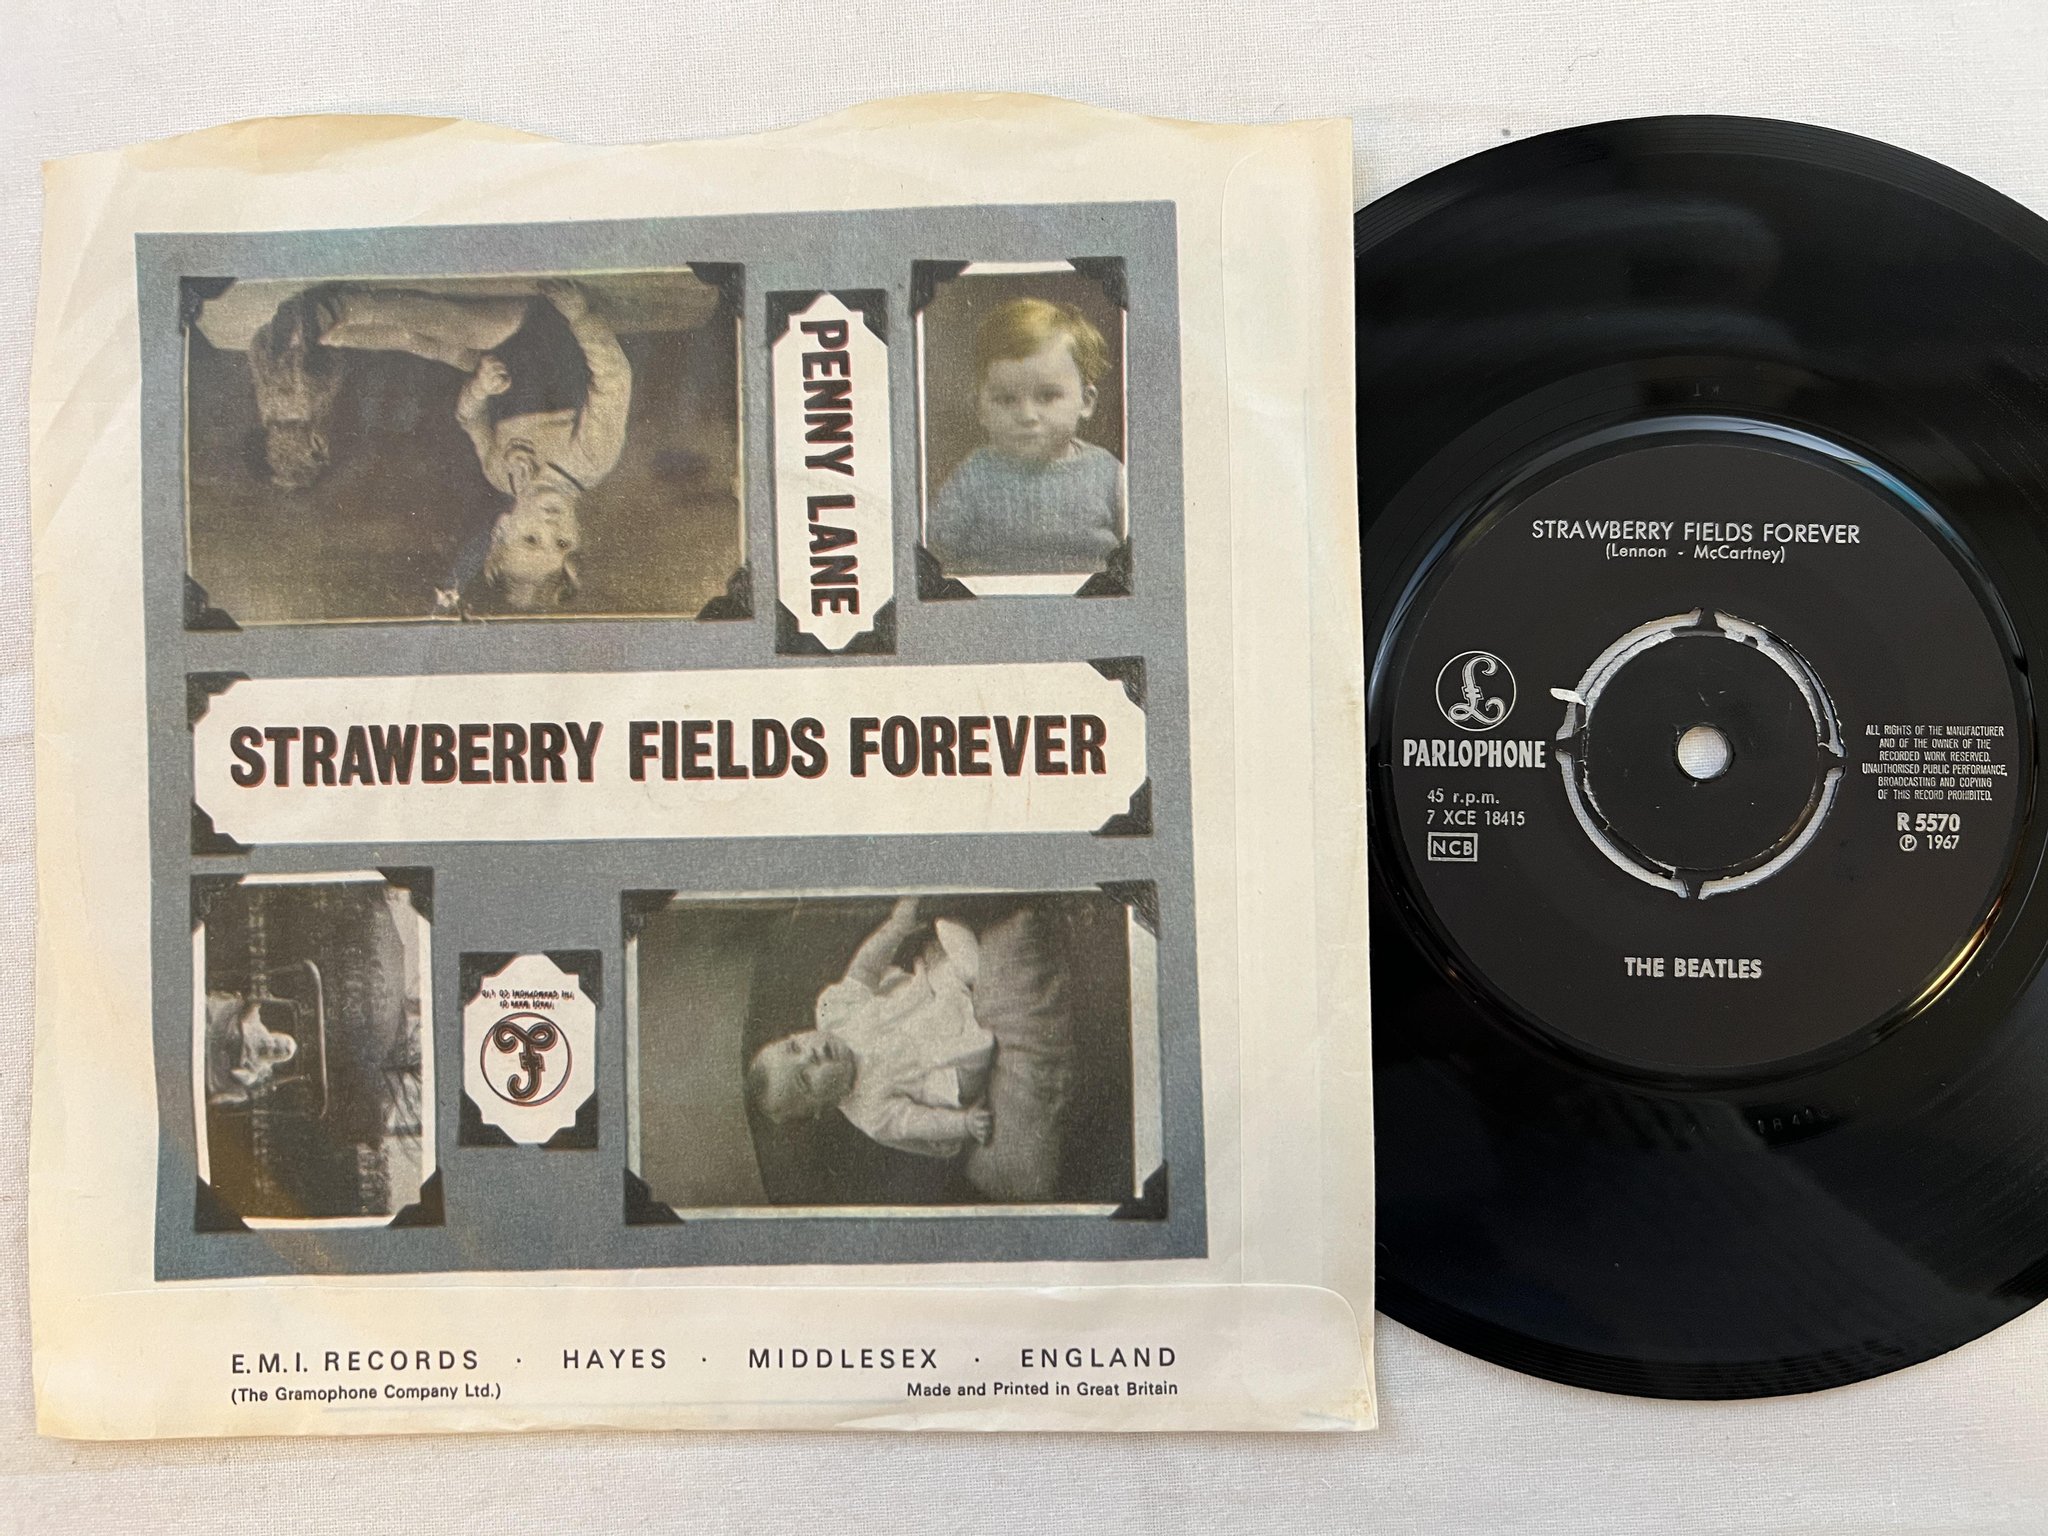 PENNY LANE
STRAWBERRY FIELDS FOREVER
E.M.I. RECORDS · HAYES · MIDDLESEX · ENGLAND
(The Gramophone Company Ltd.)
Made and Printed in Great Britain
STRAWBERRY FIELDS FOREVER
(Lennon - McCartney)
£
PARLOPHONE
45 r.p.m.
7 XCE 18415
NCB
ALL RIGHTS OF THE MANUFACTURER
AND OF THE OWNER OF THE
RECORDED WORK RESERVED.
UNAUTHORISED PUBLIC PERFORMANCE,
BROADCASTING AND COPYING
OF THIS RECORD PROHIBITED.
R 5570
℗ 1967
THE BEATLES